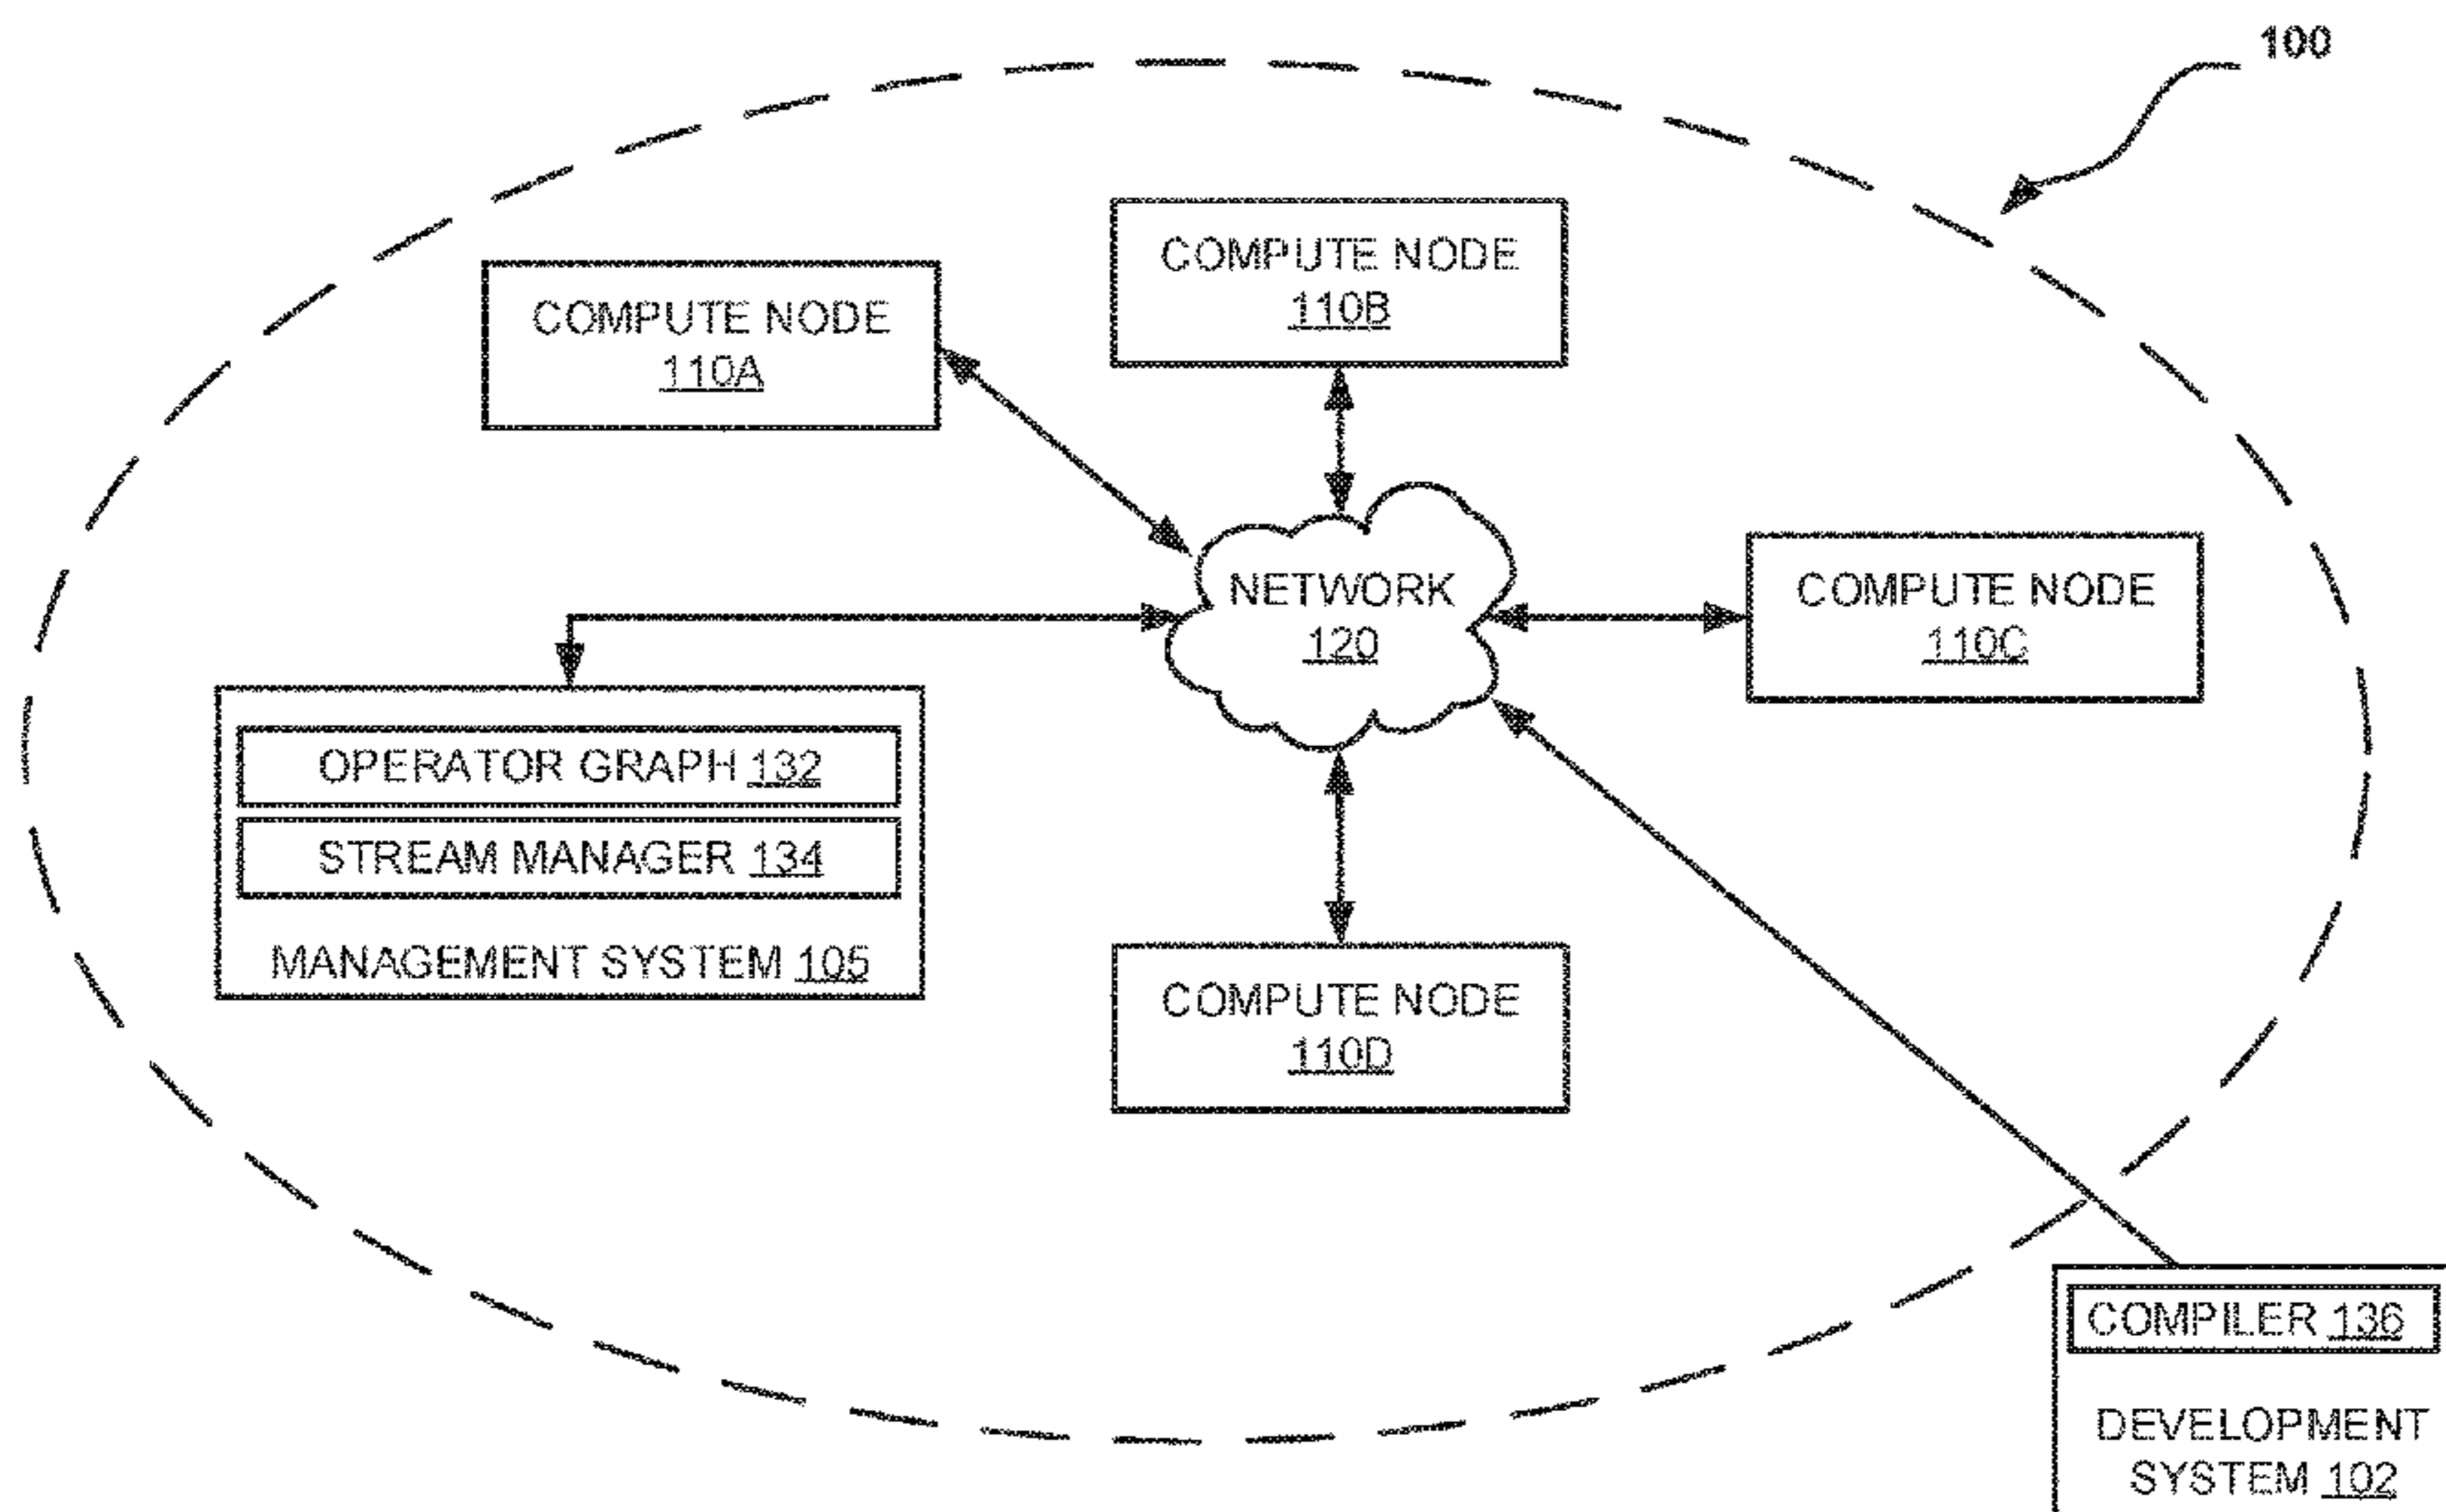 100
COMPUTE NODE
110B
COMPUTE NODE
110A
NETWORK
120
COMPUTE NODE
110C
OPERATOR GRAPH 132
STREAM MANAGER 134
MANAGEMENT SYSTEM 105
COMPUTE NODE
110D
COMPILER 136
DEVELOPMENT
SYSTEM 102